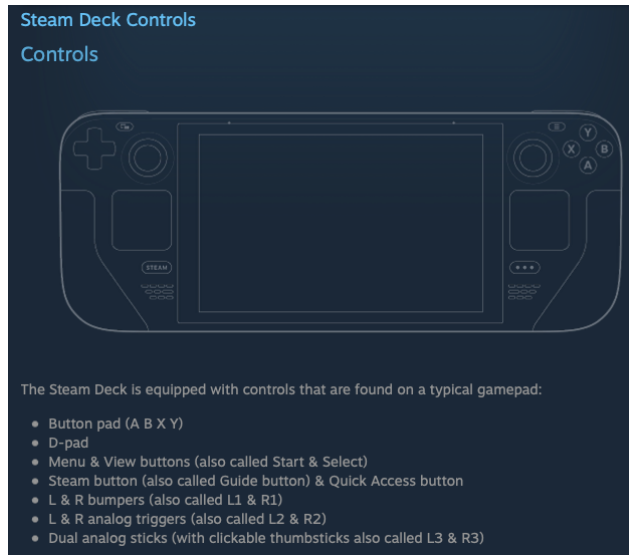 Steam Deck Controls
Controls
Y
X B
A
STEAM
The Steam Deck is equipped with controls that are found on a typical gamepad:
● Button pad (A B X Y)
● D-pad
● Menu & View buttons (also called Start & Select)
● Steam button (also called Guide button) & Quick Access button
● L & R bumpers (also called L1 & R1)
● L & R analog triggers (also called L2 & R2)
● Dual analog sticks (with clickable thumbsticks also called L3 & R3)